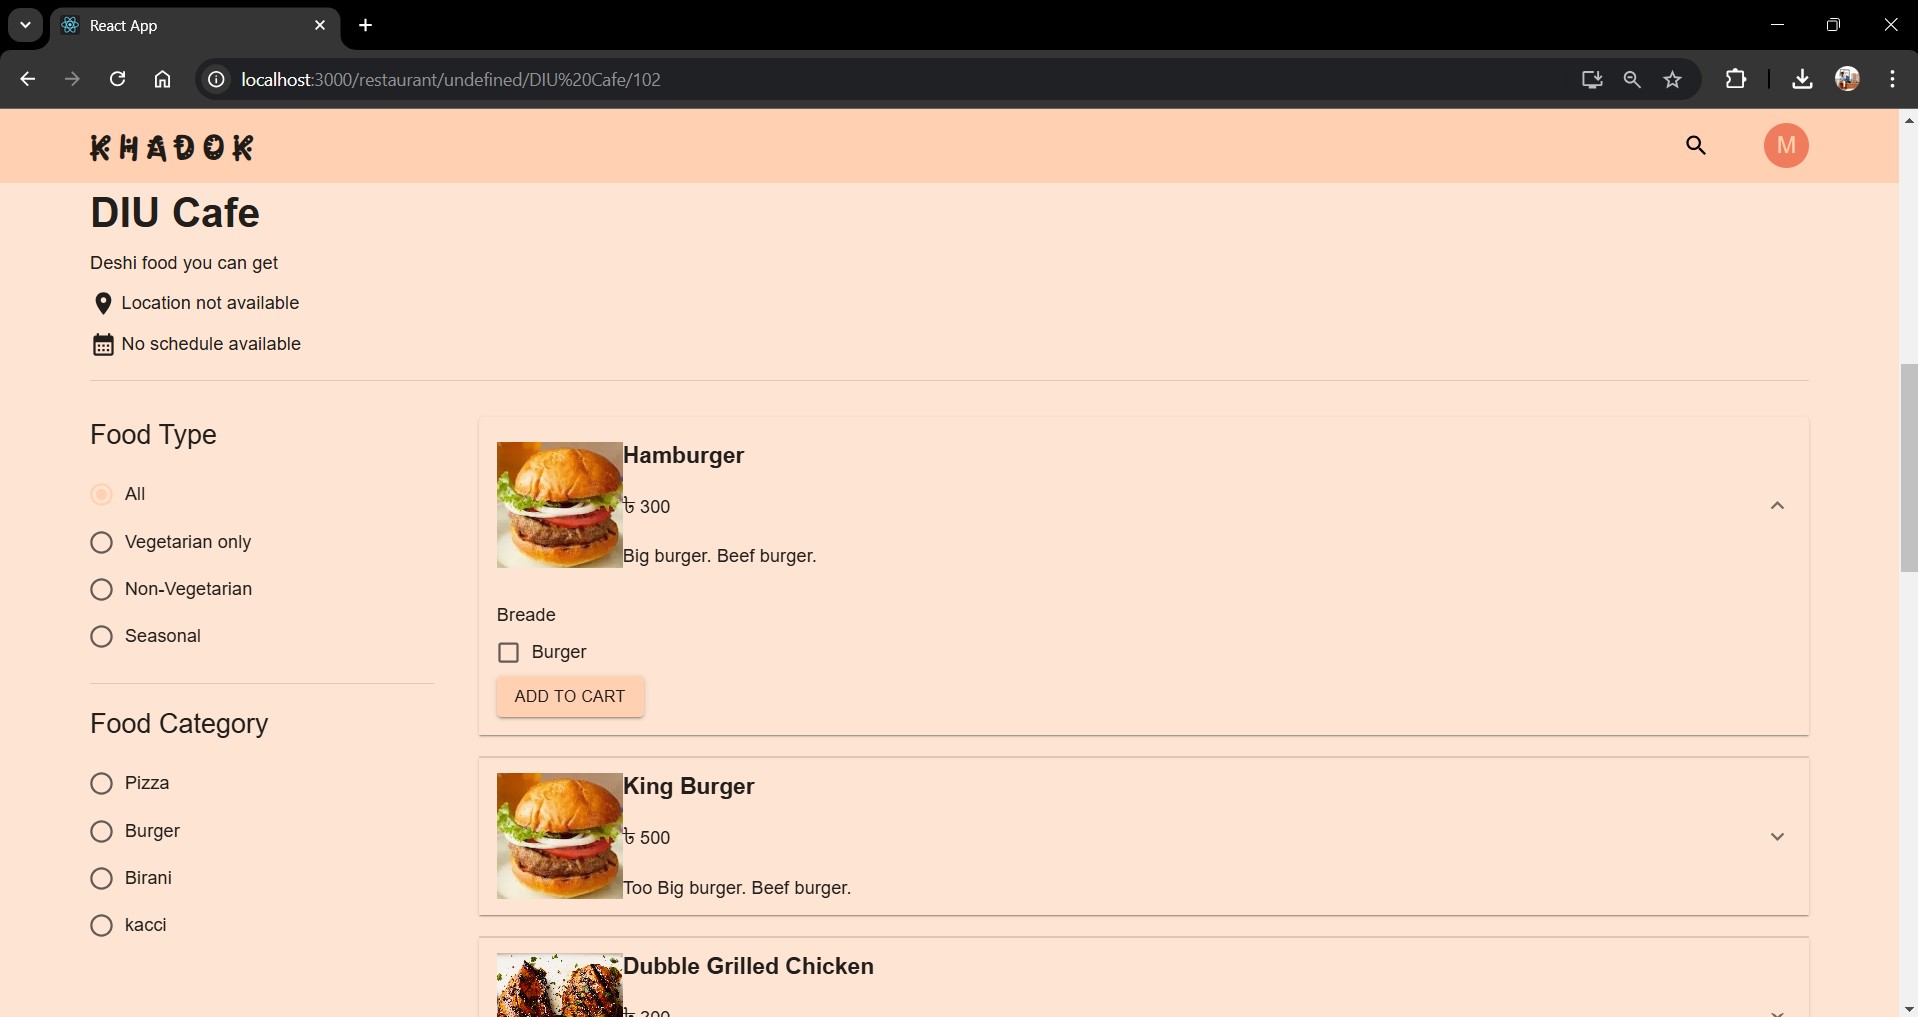 React App
localhost:3000/restaurant/undefined/DIU%20Cafe/102
KHADOK
M
DIU Cafe
Deshi food you can get
Location not available
No schedule available
Food Type
All
Vegetarian only
Non-Vegetarian
Seasonal
Food Category
Pizza
Burger
Birani
kacci
Hamburger
৳ 300
Big burger. Beef burger.
Breade
Burger
ADD TO CART
King Burger
৳ 500
Too Big burger. Beef burger.
Dubble Grilled Chicken